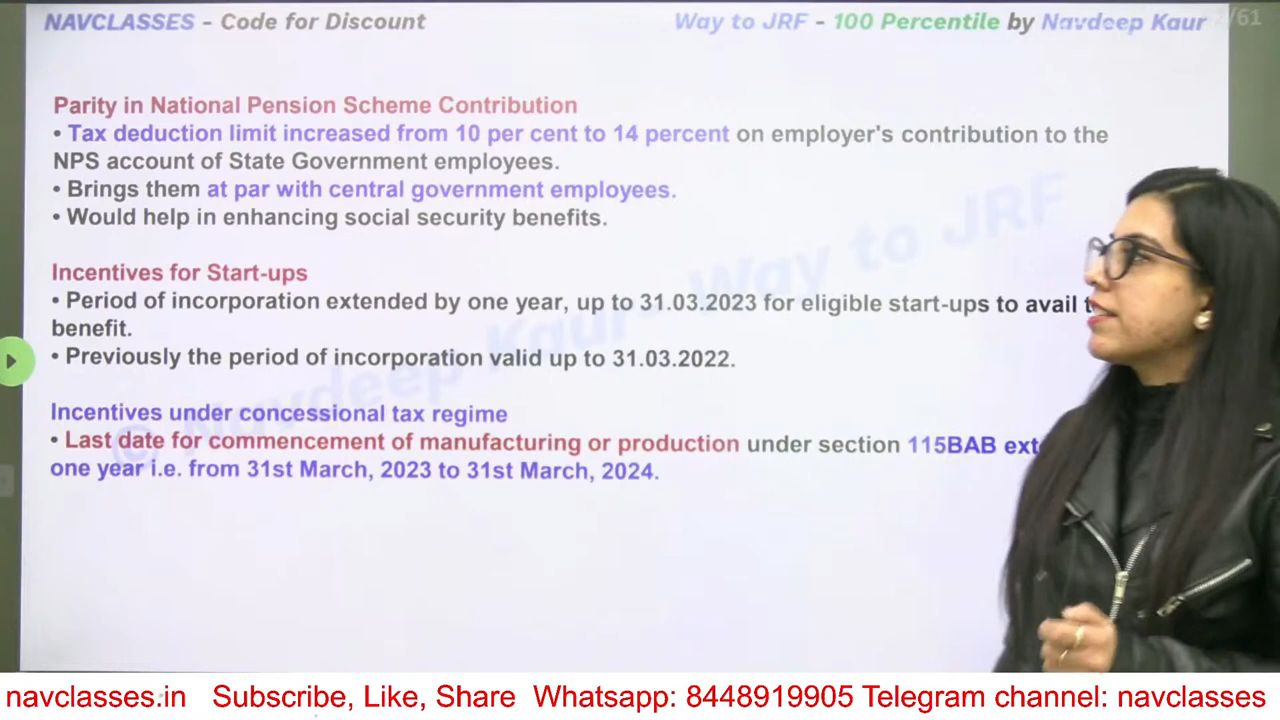 NAVCLASSES - Code for Discount
Way to JRF - 100 Percentile by Navdeep Kaur
/61
Parity in National Pension Scheme Contribution
• Tax deduction limit increased from 10 per cent to 14 percent on employer's contribution to the
NPS account of State Government employees.
• Brings them at par with central government employees.
• Would help in enhancing social security benefits.
Incentives for Start-ups
• Period of incorporation extended by one year, up to 31.03.2023 for eligible start-ups to avail
benefit.
• Previously the period of incorporation valid up to 31.03.2022.
Incentives under concessional tax regime
• Last date for commencement of manufacturing or production under section 115BAB
one year i.e. from 31st March, 2023 to 31st March, 2024.
© Navdeep Kaur - Way to JRF
navclasses.in Subscribe, Like, Share Whatsapp: 8448919905 Telegram channel: navclasses